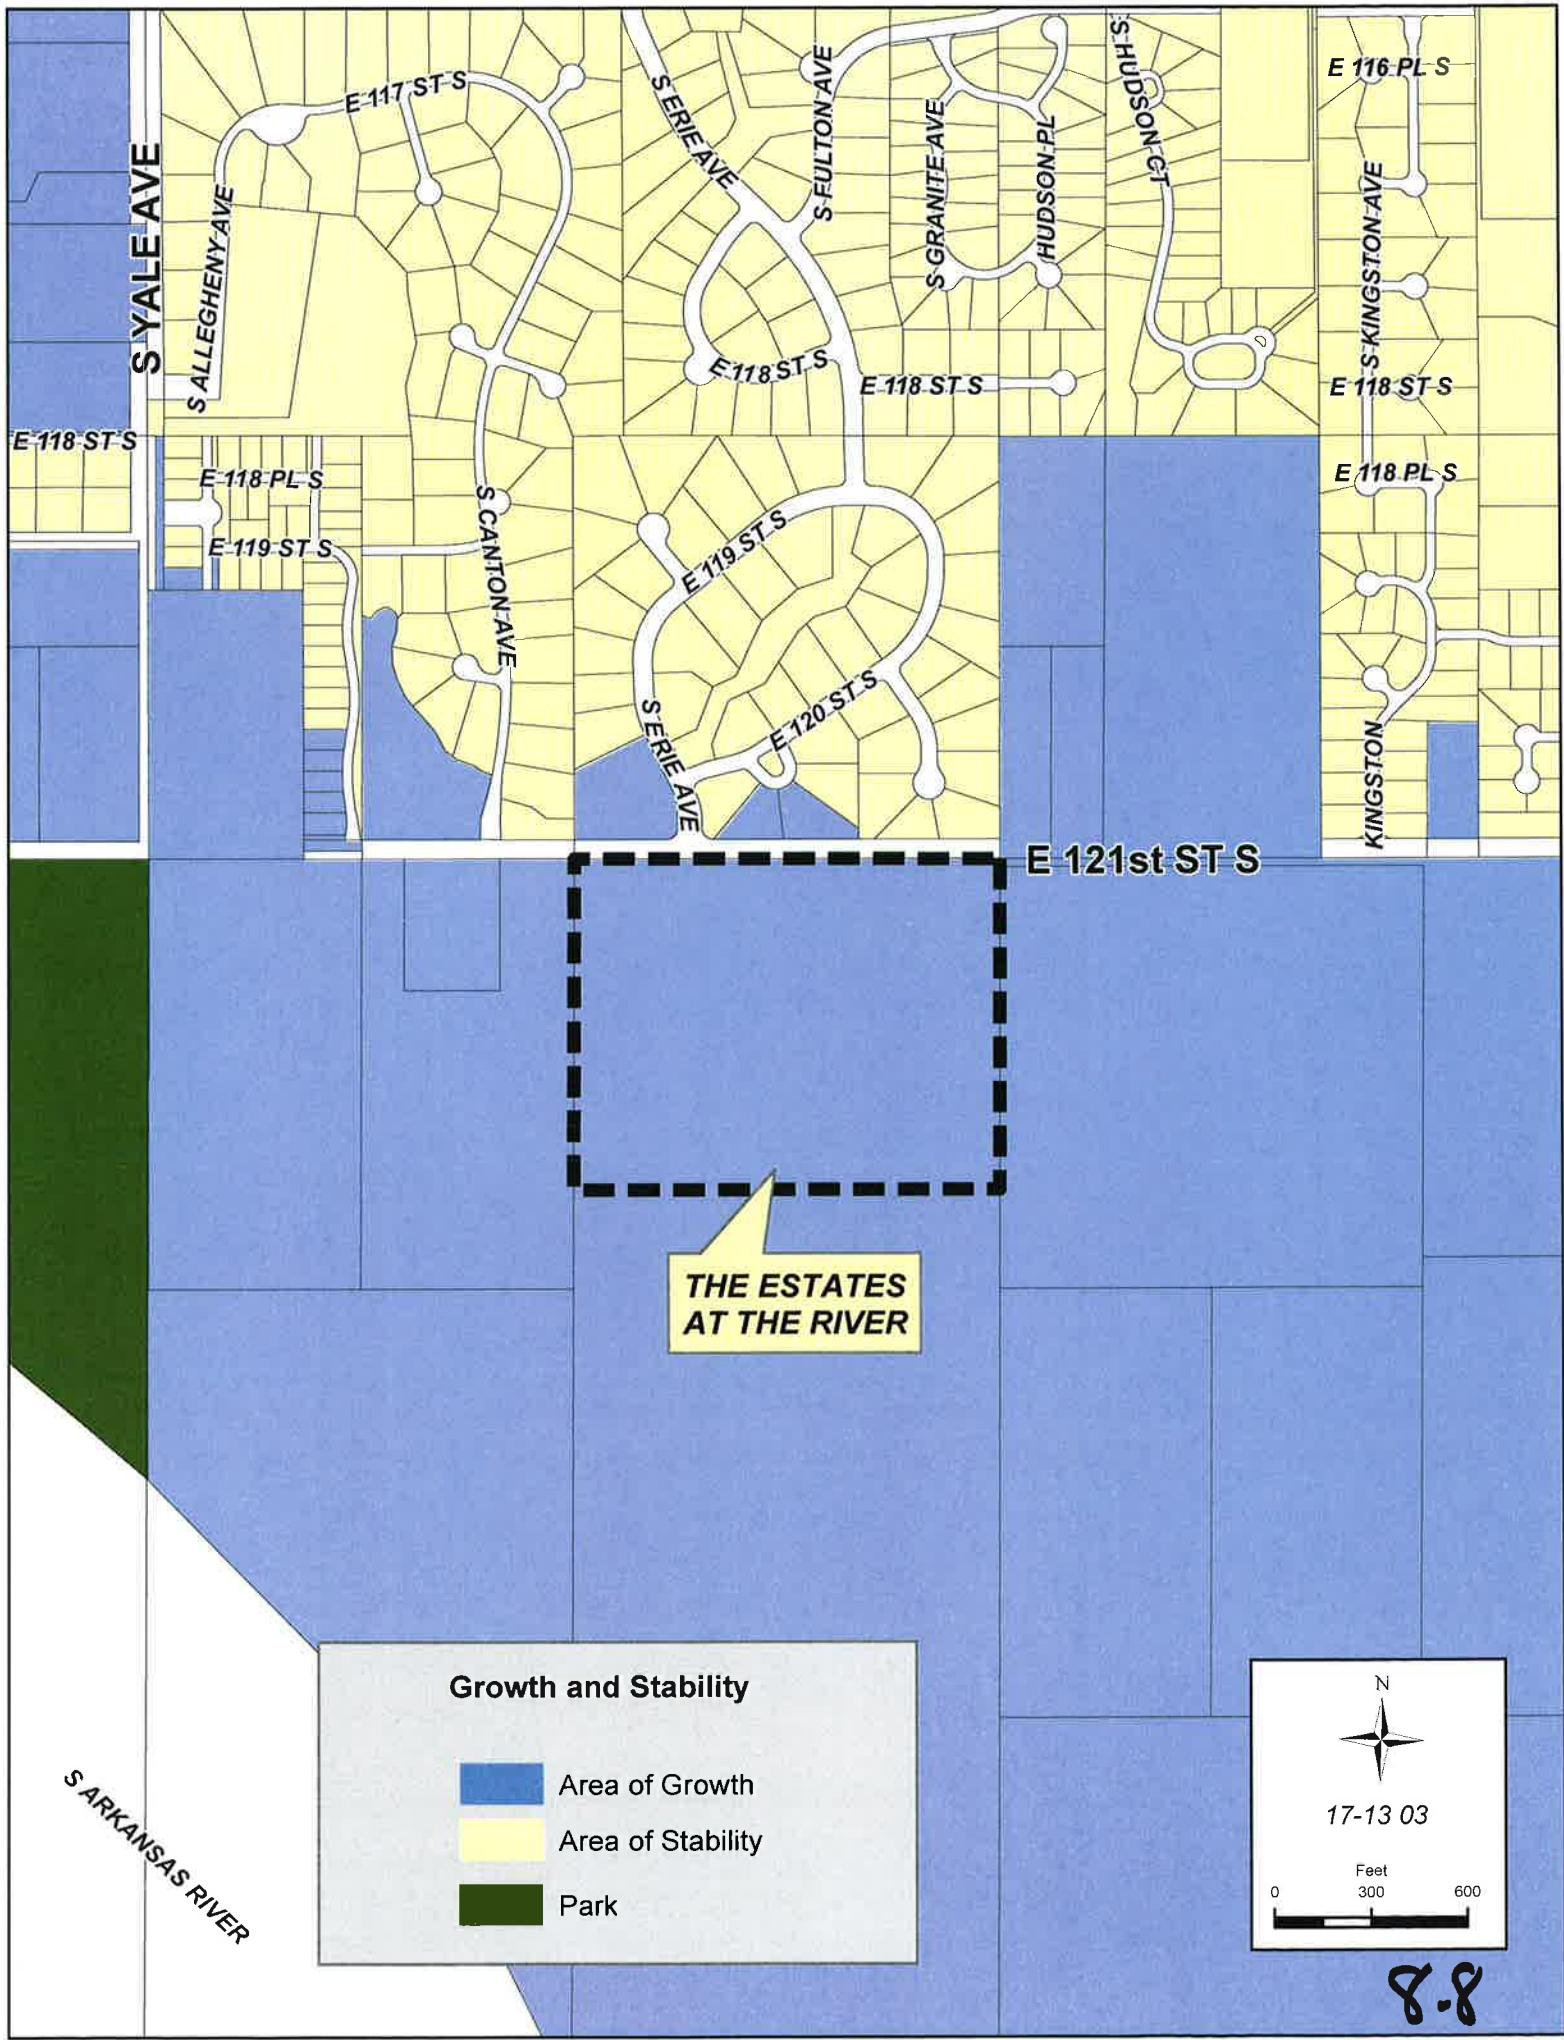 E 116 PL S
E 117 ST S
S ERIE AVE
S FULTON AVE
S GRANITE AVE
HUDSON PL
S HUDSON CT
S YALE AVE
S ALLEGHENY AVE
S KINGSTON AVE
E 118 ST S
E 118 ST S
E 118 ST S
E 118 ST S
E 118 PL S
E 118 PL S
E 119 ST S
S CANTON AVE
E 119 ST S
S ERIE AVE
E 120 ST S
KINGSTON
E 121st ST S
THE ESTATES
AT THE RIVER
Growth and Stability
Area of Growth
Area of Stability
Park
S ARKANSAS RIVER
N
17-13 03
Feet
0 300 600
8.8